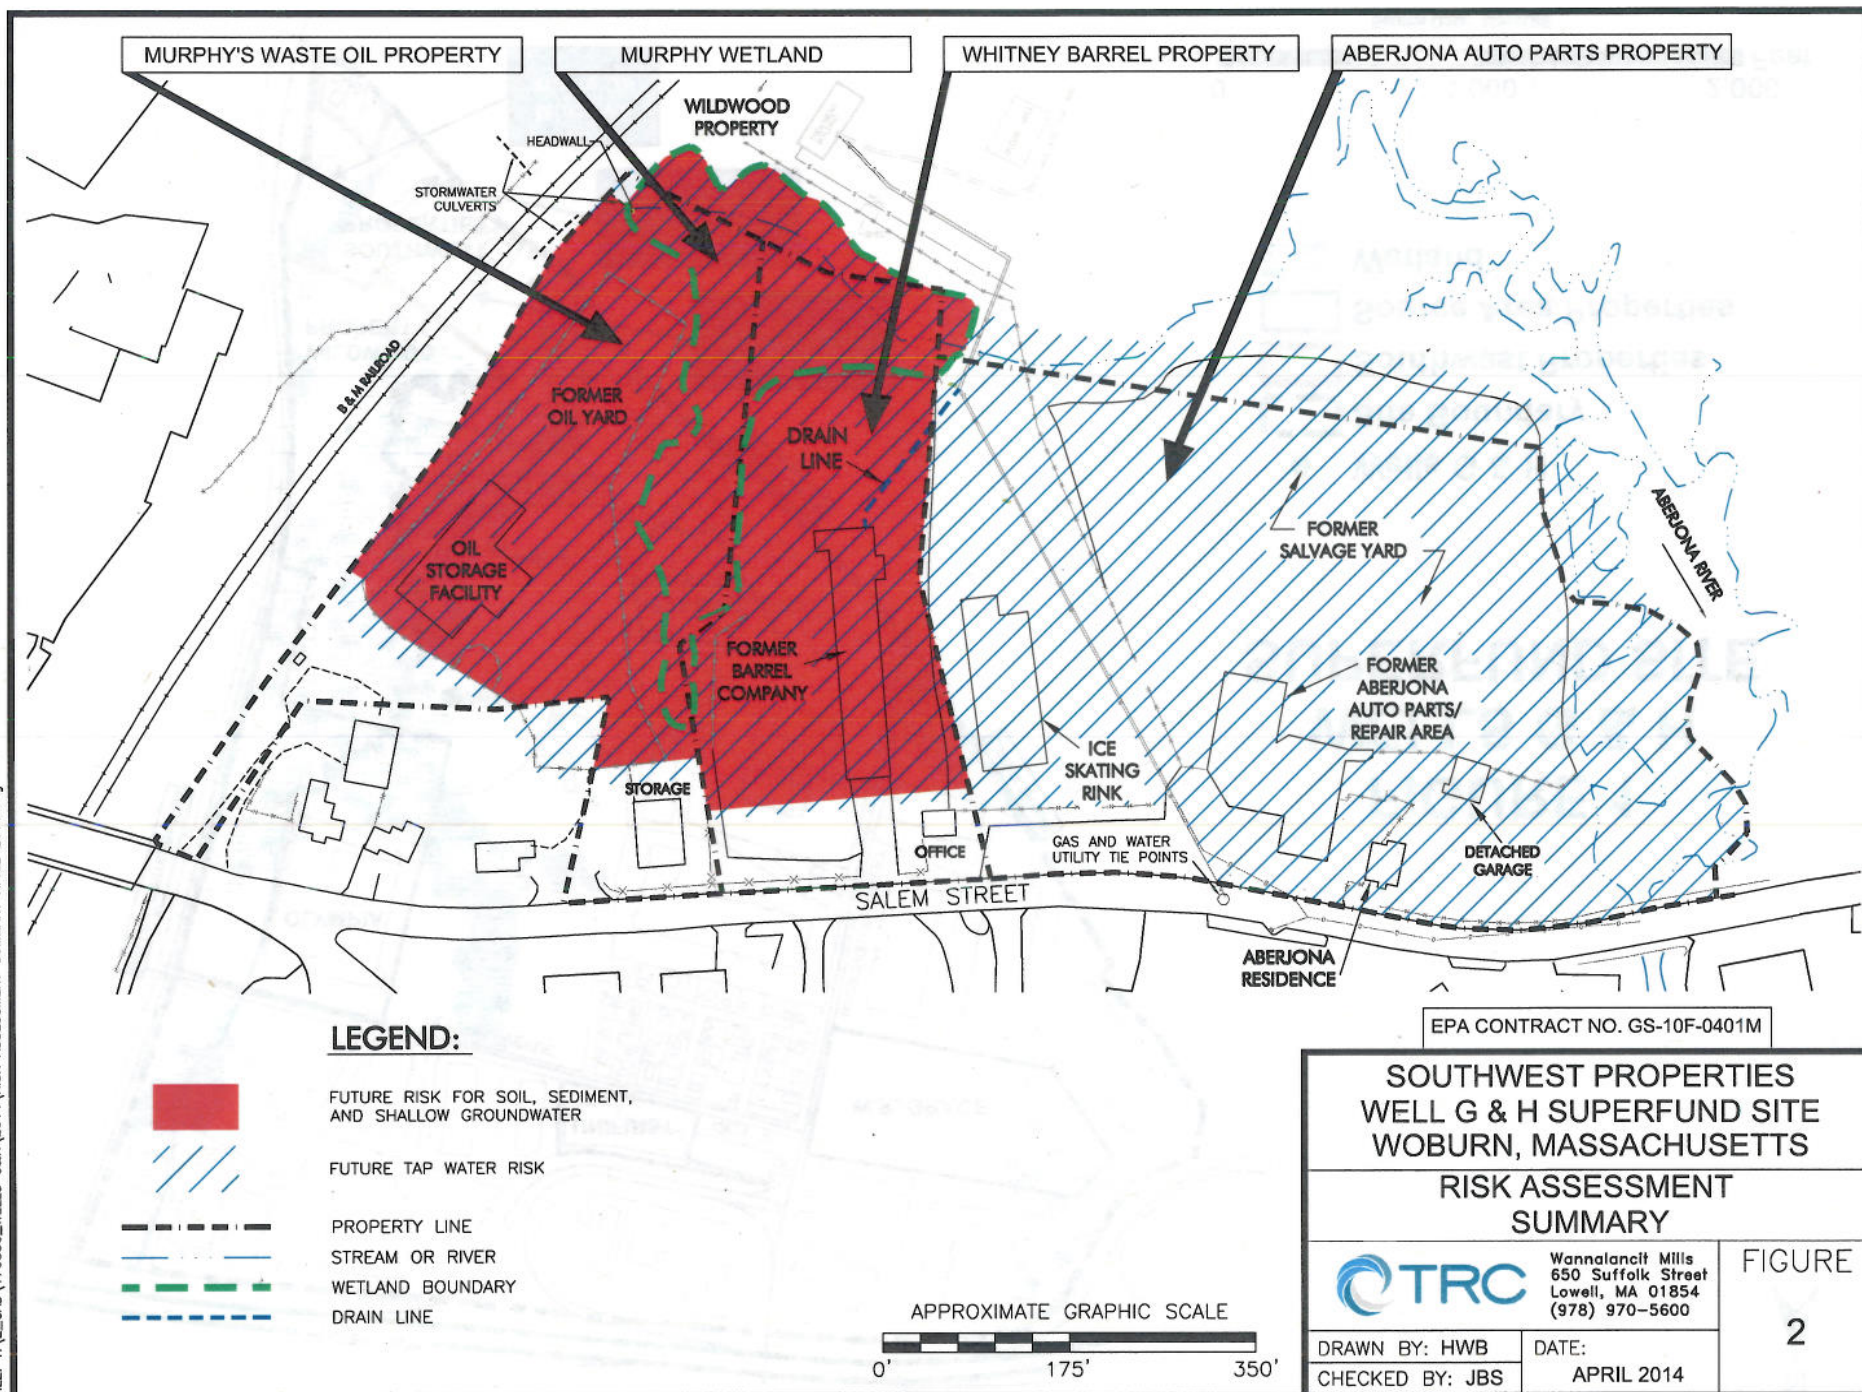 MURPHY'S WASTE OIL PROPERTY
MURPHY WETLAND
WHITNEY BARREL PROPERTY
ABERJONA AUTO PARTS PROPERTY
WILDWOOD
PROPERTY
HEADWALL
STORMWATER
CULVERTS
B & M RAILROAD
FORMER
OIL YARD
DRAIN
LINE
OIL
STORAGE
FACILITY
FORMER
BARREL
COMPANY
FORMER
SALVAGE YARD
ABERJONA RIVER
FORMER
ABERJONA
AUTO PARTS/
REPAIR AREA
ICE
SKATING
RINK
STORAGE
OFFICE
GAS AND WATER
UTILITY TIE POINTS
DETACHED
GARAGE
SALEM STREET
ABERJONA
RESIDENCE
LEGEND:
FUTURE RISK FOR SOIL, SEDIMENT,
AND SHALLOW GROUNDWATER
FUTURE TAP WATER RISK
PROPERTY LINE
STREAM OR RIVER
WETLAND BOUNDARY
DRAIN LINE
APPROXIMATE GRAPHIC SCALE
0' 175' 350'
EPA CONTRACT NO. GS-10F-0401M
SOUTHWEST PROPERTIES
WELL G & H SUPERFUND SITE
WOBURN, MASSACHUSETTS
RISK ASSESSMENT
SUMMARY
TRC
Wannalancit Mills
650 Suffolk Street
Lowell, MA 01854
(978) 970-5600
FIGURE
2
DRAWN BY: HWB
CHECKED BY: JBS
DATE:
APRIL 2014